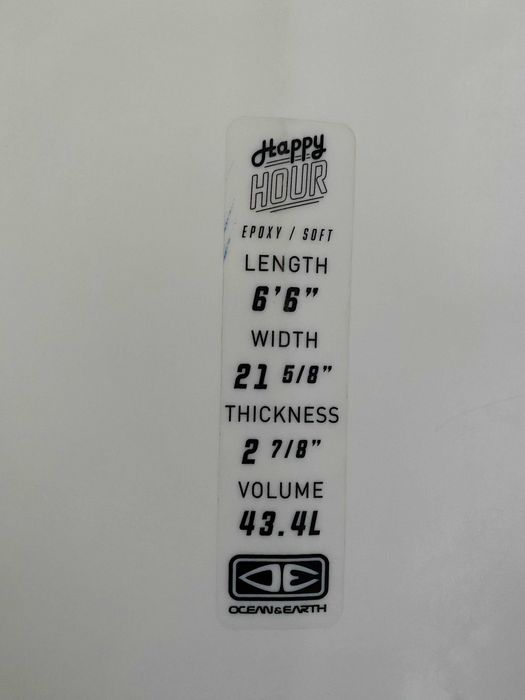 Happy
HOUR
EPOXY / SOFT
LENGTH
6'6"
WIDTH
21 5/8"
THICKNESS
2 7/8"
VOLUME
43.4L
OCEAN&EARTH